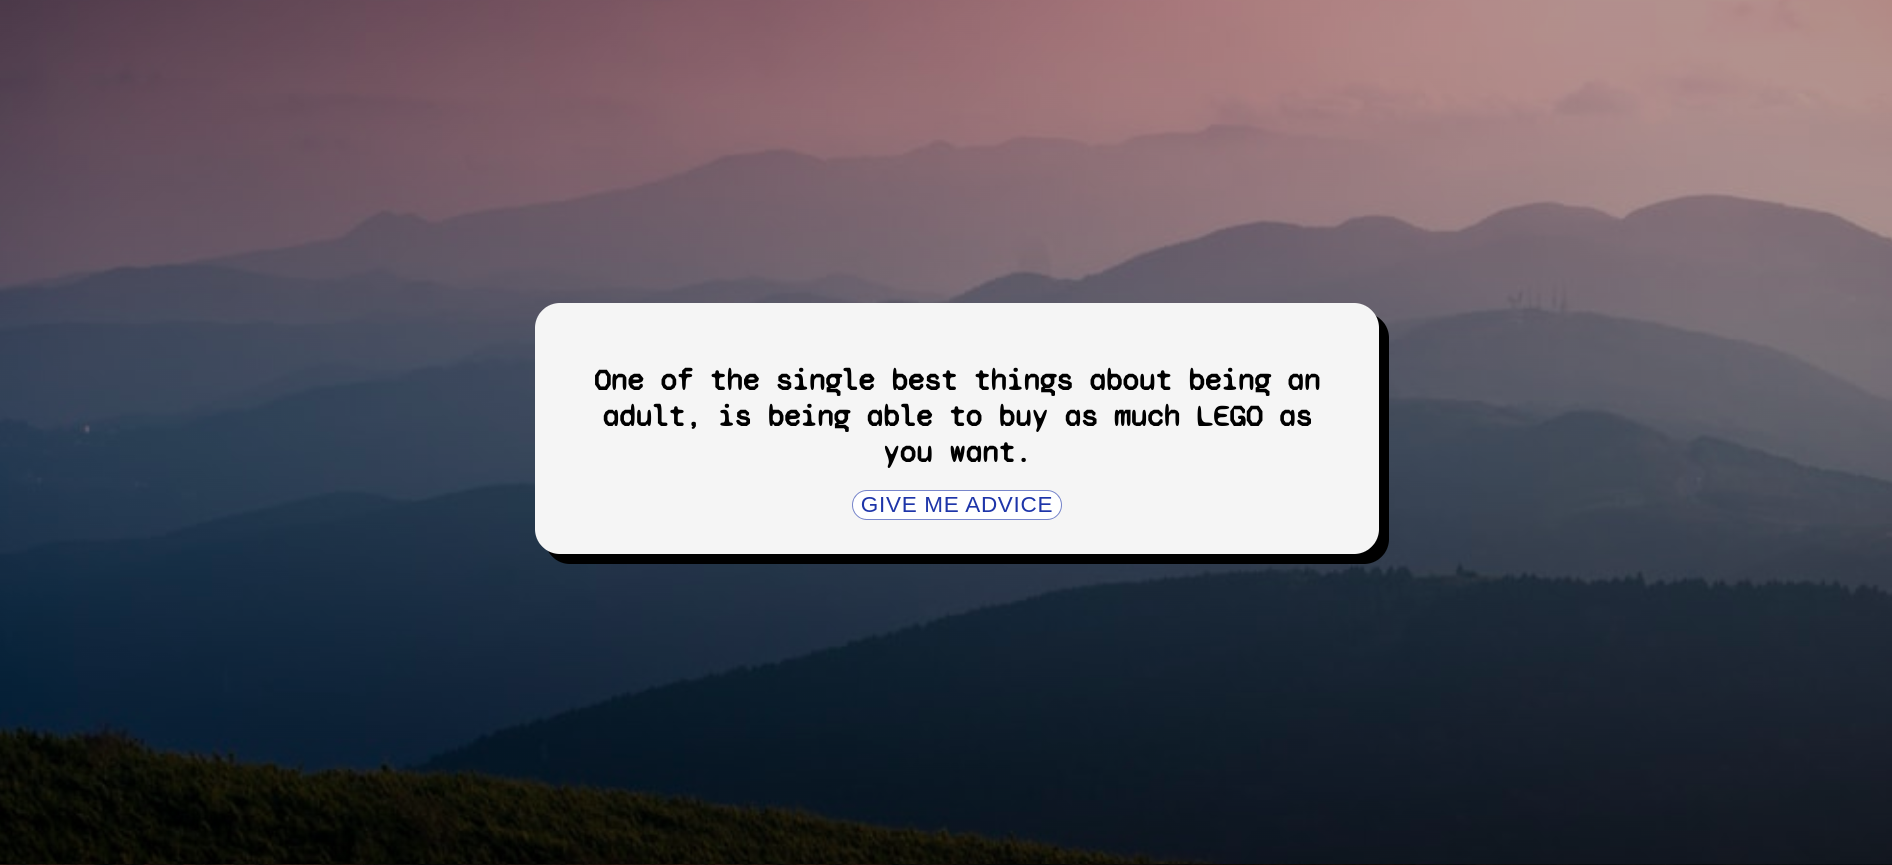 One of the single best things about being an
adult, is being able to buy as much LEGO as
you want.
GIVE ME ADVICE